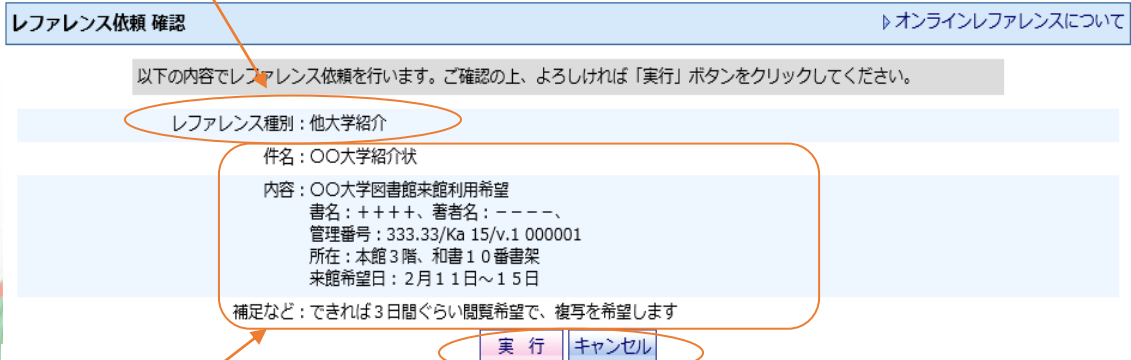 レファレンス依頼 確認
オンラインレファレンスについて
以下の内容でレファレンス依頼を行います。ご確認の上、よろしければ「実行」ボタンをクリックしてください。
レファレンス種別：他大学紹介
件名：〇〇大学紹介状
内容：〇〇大学図書館来館利用希望
書名：＋＋＋＋、著者名：－－－－、
管理番号：333.33/Ka 15/v.1 000001
所在：本館３階、和書１０番書架
来館希望日：２月１１日～１５日
補足など：できれば３日間ぐらい閲覧希望で、複写を希望します
実 行 キャンセル